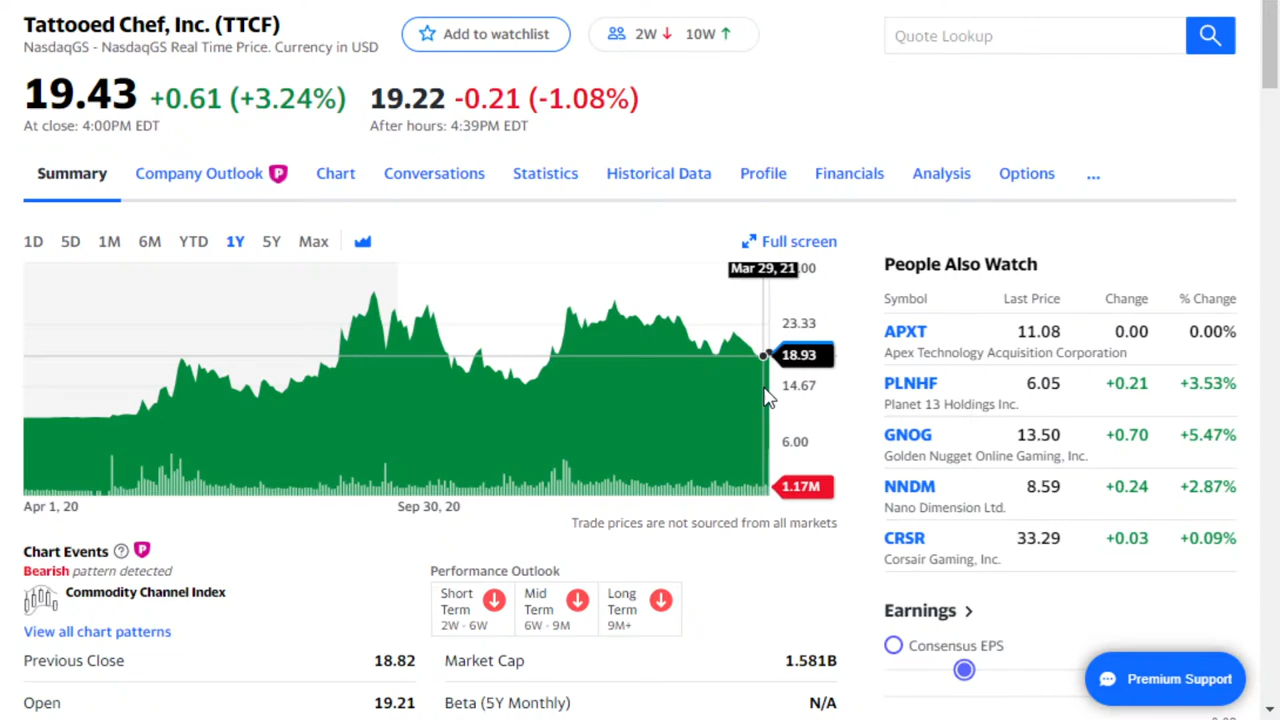 Tattooed Chef, Inc. (TTCF)
NasdaqGS - NasdaqGS Real Time Price. Currency in USD
Add to watchlist
2W 10W
Quote Lookup
19.43 +0.61 (+3.24%)
At close: 4:00PM EDT
19.22 -0.21 (-1.08%)
After hours: 4:39PM EDT
Summary Company Outlook P Chart Conversations Statistics Historical Data Profile Financials Analysis Options ...
1D 5D 1M 6M YTD 1Y 5Y Max
Full screen
Mar 29, 21 .00
23.33
18.93
14.67
6.00
1.17M
Apr 1, 20 Sep 30, 20
Trade prices are not sourced from all markets
Chart Events ? P
Bearish pattern detected
Commodity Channel Index
View all chart patterns
Performance Outlook
Short Term
2W - 6W
Mid Term
6W - 9M
Long Term
9M+
Previous Close 18.82
Open 19.21
Market Cap 1.581B
Beta (5Y Monthly) N/A
People Also Watch
Symbol Last Price Change % Change
APXT 11.08 0.00 0.00%
Apex Technology Acquisition Corporation
PLNHF 6.05 +0.21 +3.53%
Planet 13 Holdings Inc.
GNOG 13.50 +0.70 +5.47%
Golden Nugget Online Gaming, Inc.
NNDM 8.59 +0.24 +2.87%
Nano Dimension Ltd.
CRSR 33.29 +0.03 +0.09%
Corsair Gaming, Inc.
Earnings >
Consensus EPS
Premium Support